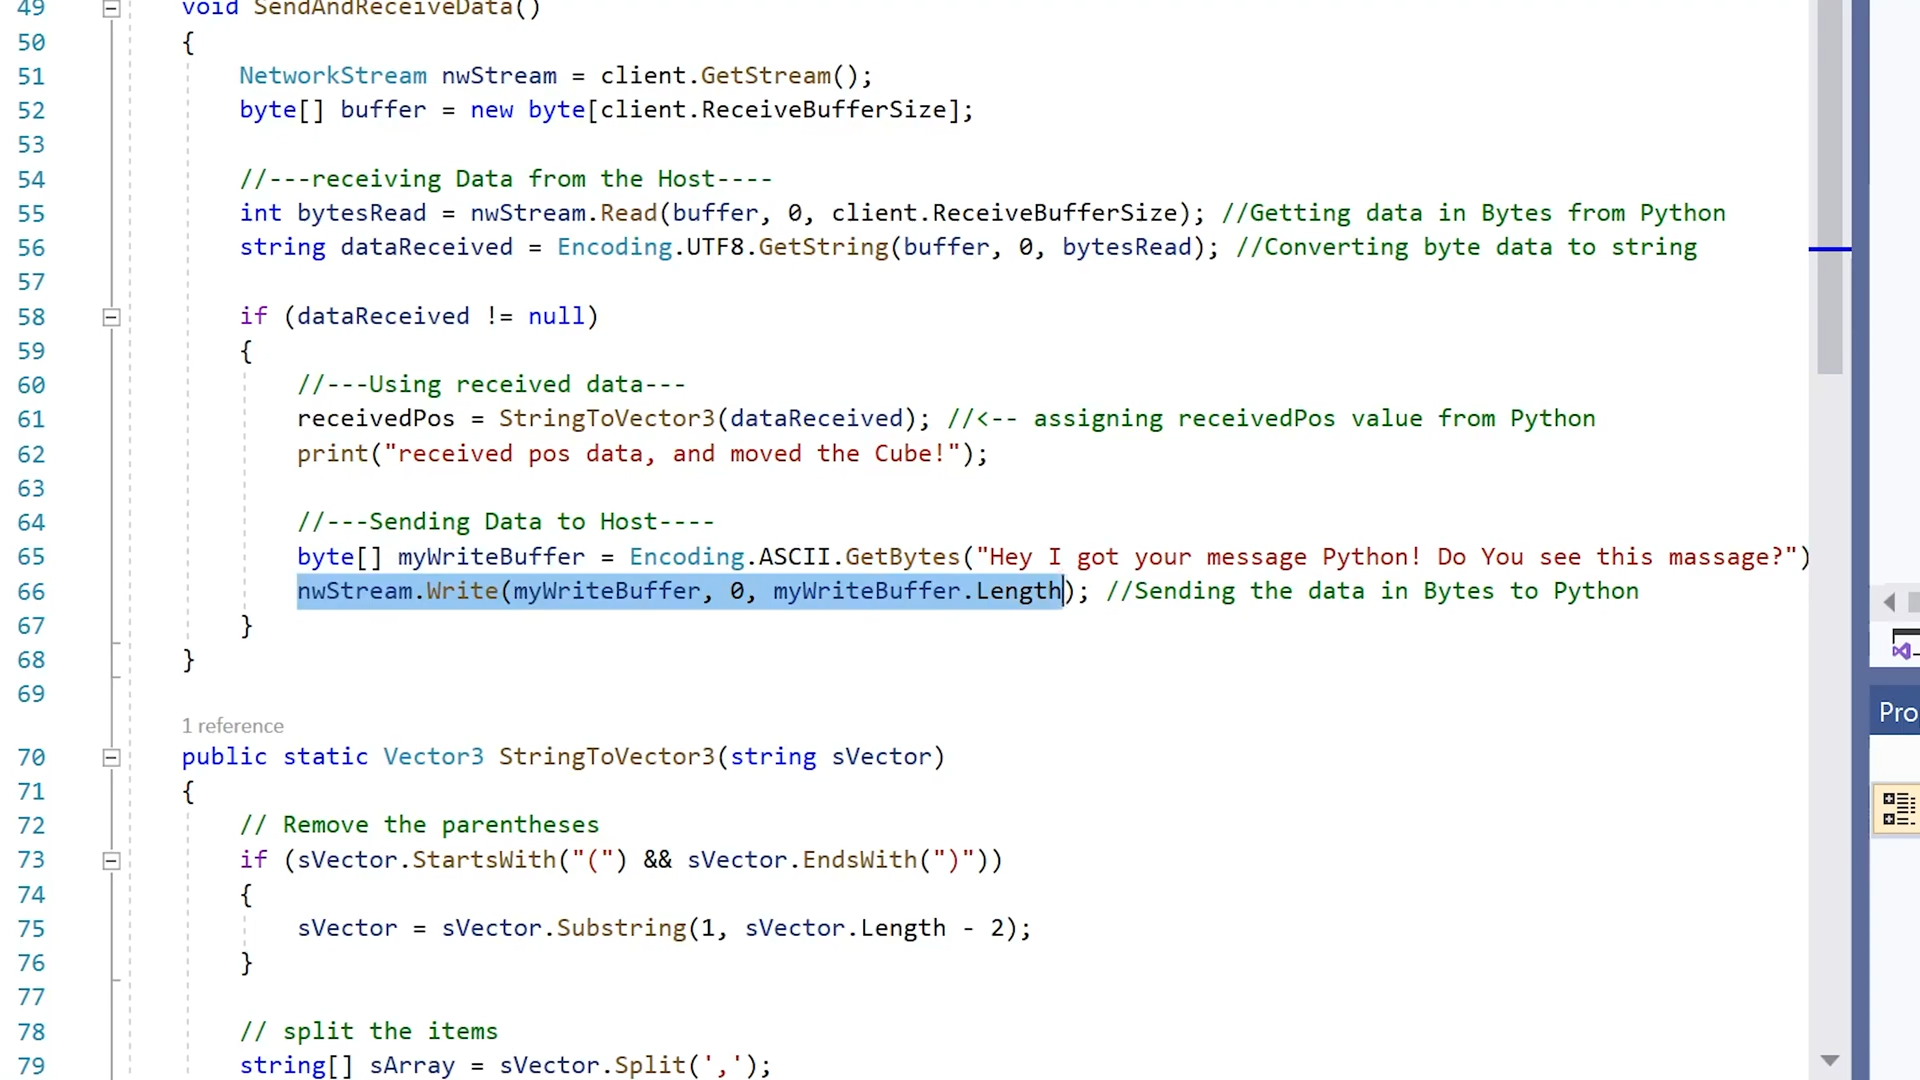 49 void SendAndReceiveData()
50 {
51 NetworkStream nwStream = client.GetStream();
52 byte[] buffer = new byte[client.ReceiveBufferSize];
53
54 //---receiving Data from the Host----
55 int bytesRead = nwStream.Read(buffer, 0, client.ReceiveBufferSize); //Getting data in Bytes from Python
56 string dataReceived = Encoding.UTF8.GetString(buffer, 0, bytesRead); //Converting byte data to string
57
58 if (dataReceived != null)
59 {
60 //---Using received data---
61 receivedPos = StringToVector3(dataReceived); //<-- assigning receivedPos value from Python
62 print("received pos data, and moved the Cube!");
63
64 //---Sending Data to Host----
65 byte[] myWriteBuffer = Encoding.ASCII.GetBytes("Hey I got your message Python! Do You see this massage?")
66 nwStream.Write(myWriteBuffer, 0, myWriteBuffer.Length); //Sending the data in Bytes to Python
67 }
68 }
69
1 reference
70 public static Vector3 StringToVector3(string sVector)
71 {
72 // Remove the parentheses
73 if (sVector.StartsWith("(") && sVector.EndsWith(")"))
74 {
75 sVector = sVector.Substring(1, sVector.Length - 2);
76 }
77
78 // split the items
79 string[] sArray = sVector.Split(',');
Pro